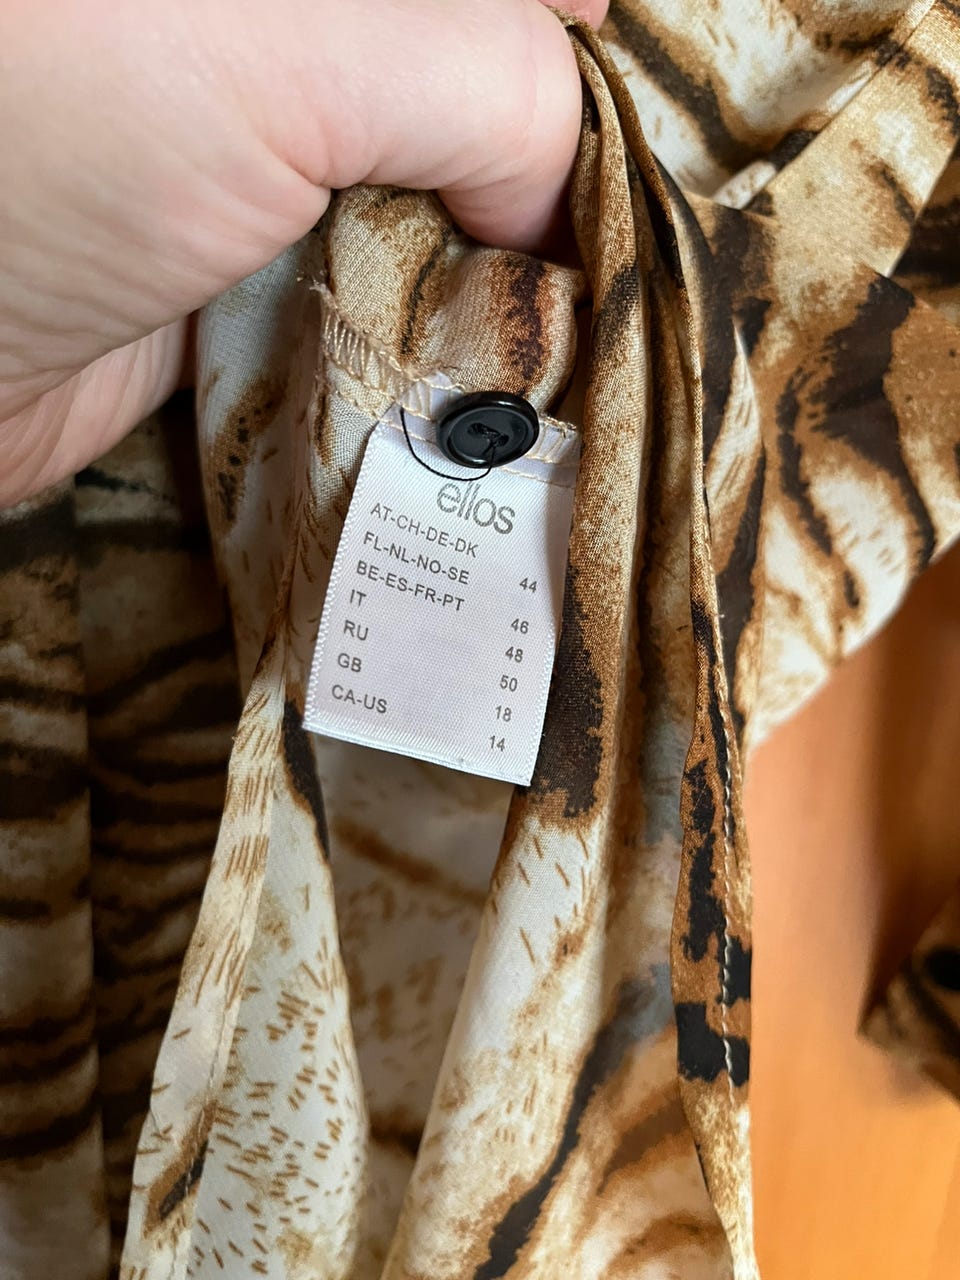 ellos
AT-CH-DE-DK
FL-NL-NO-SE 44
BE-ES-FR-PT 46
IT 48
RU 50
GB 18
CA-US 14